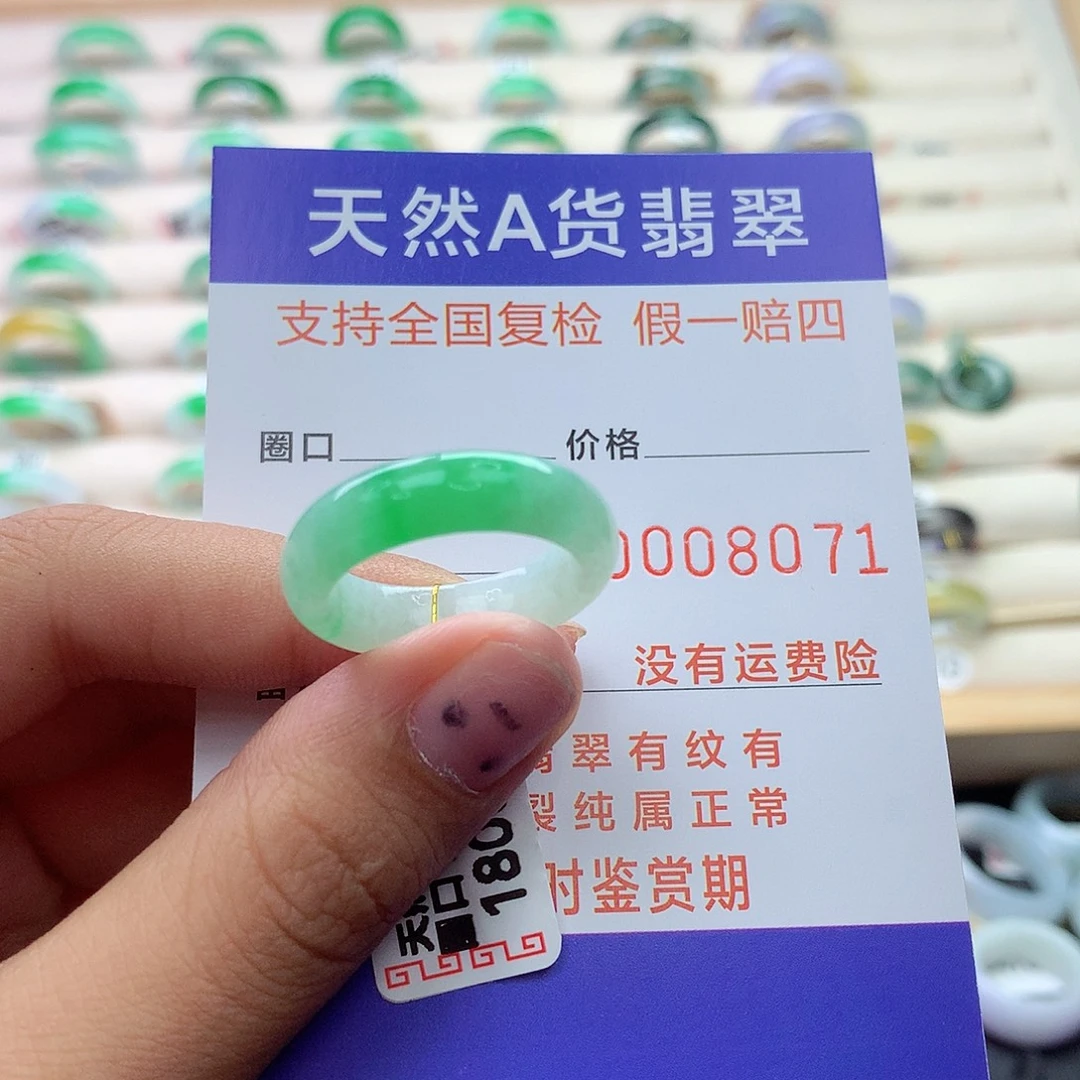 天然A货翡翠
支持全国复检 假一赔四
圈口 价格
0008071
没有运费险
翠有纹有
裂纯属正常
时鉴赏期
天
口
180